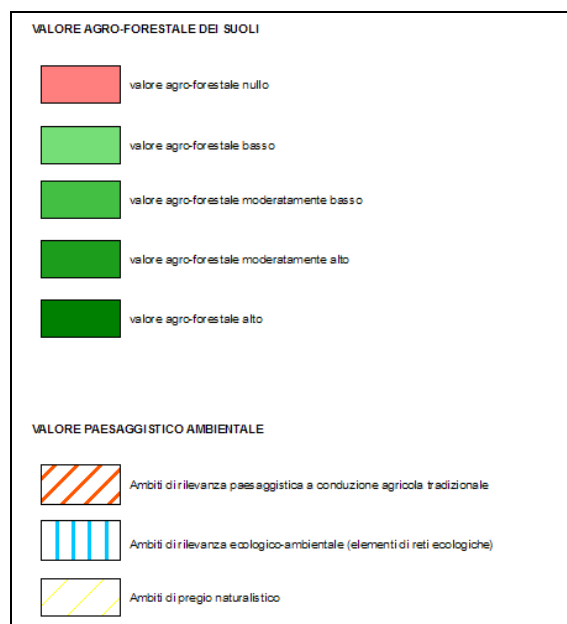 VALORE AGRO-FORESTALE DEI SUOLI
valore agro-forestale nullo
valore agro-forestale basso
valore agro-forestale moderatamente basso
valore agro-forestale moderatamente alto
valore agro-forestale alto
VALORE PAESAGGISTICO AMBIENTALE
Ambiti di rilevanza paesaggistica a conduzione agricola tradizionale
Ambiti di rilevanza ecologico-ambientale (elementi di reti ecologiche)
Ambiti di pregio naturalistico